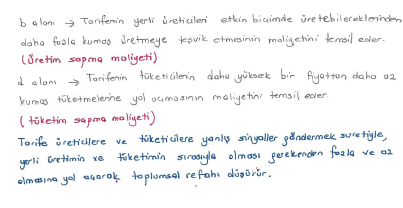 b alanı → Tarifenin yerli üreticileri etkin biçimde üretebileceklerinden
daha fazla kumaş üretmeye teşvik etmesinin maliyetini temsil eder.
(üretim sapma maliyeti)
d alanı → Tarifenin tüketicilerin daha yüksek bir fiyattan daha az
kumaş tüketmelerine yol açmasının maliyetini temsil eder.
(tüketim sapma maliyeti)
Tarife üreticilere ve tüketicilere yanlış sinyaller göndermek suretiyle,
yerli üretimin ve tüketimin sırasıyla olması gerekenden fazla ve az
olmasına yol açarak toplumsal refahı düşürür.